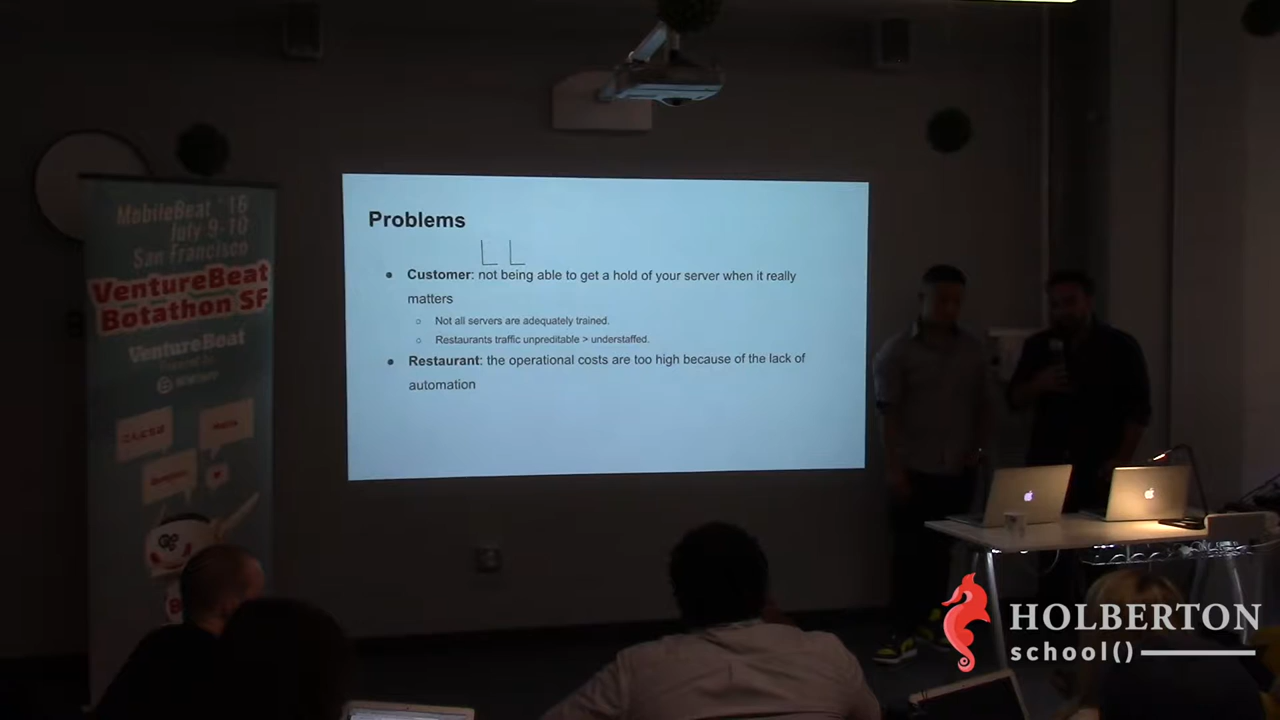 MobileBeat '16
July 9-10
San Francisco
VentureBeat
Botathon SF
VentureBeat
Problems
● Customer: not being able to get a hold of your server when it really
matters
○ Not all servers are adequately trained.
○ Restaurants traffic unpreditable > understaffed.
● Restaurant: the operational costs are too high because of the lack of
automation
HOLBERTON
school()